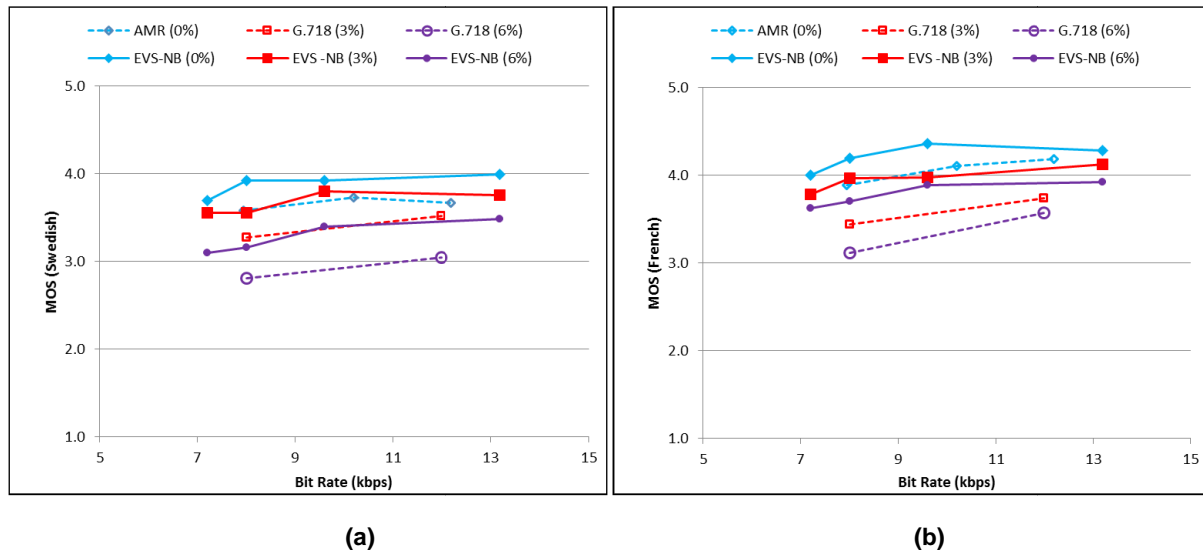 AMR (0%) G.718 (3%) G.718 (6%)
EVS-NB (0%) EVS -NB (3%) EVS-NB (6%)
5.0
4.0
3.0
2.0
1.0
MOS (Swedish)
5 7 9 11 13 15
Bit Rate (kbps)
(a)
AMR (0%) G.718 (3%) G.718 (6%)
EVS-NB (0%) EVS -NB (3%) EVS-NB (6%)
5.0
4.0
3.0
2.0
1.0
MOS (French)
5 7 9 11 13 15
Bit Rate (kbps)
(b)